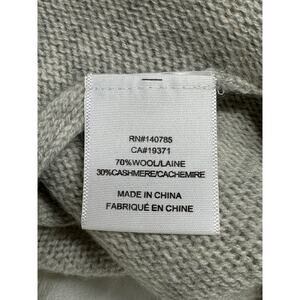 RN#140785
CA#19371
70%WOOL/LAINE
30%CASHMERE/CACHEMIRE
MADE IN CHINA
FABRIQUÉ EN CHINE